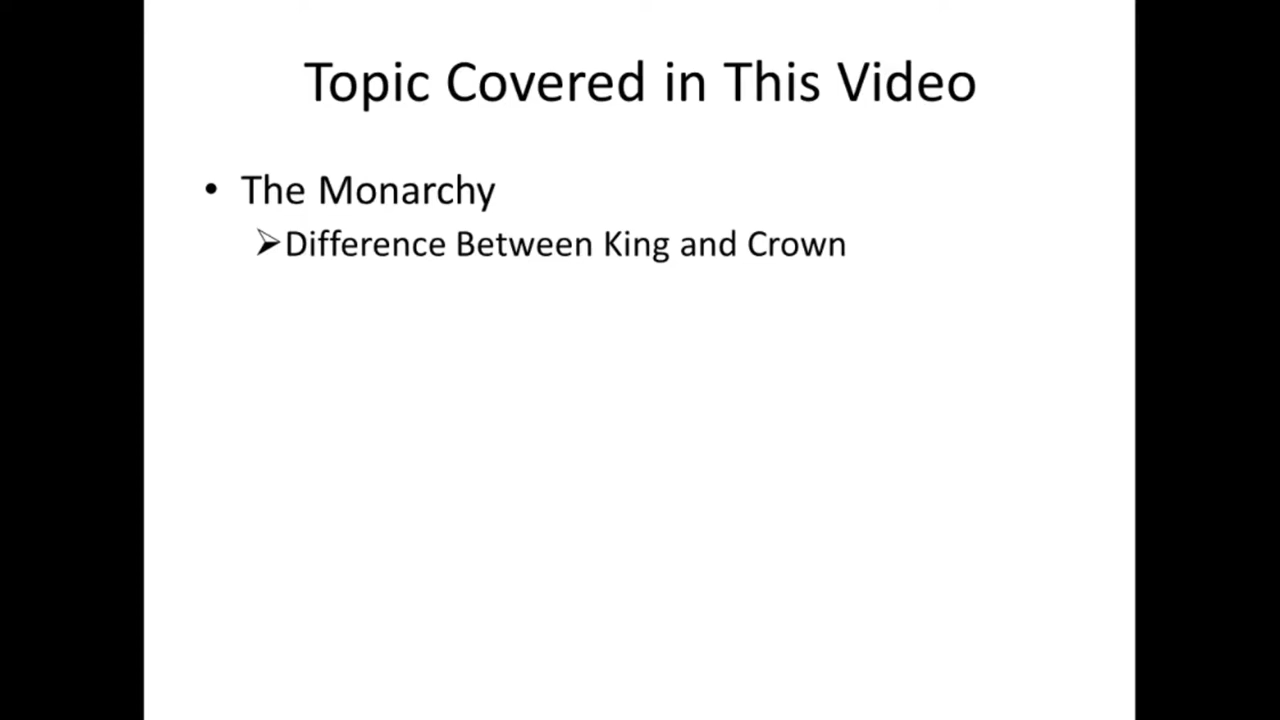 Topic Covered in This Video
• The Monarchy
➢Difference Between King and Crown